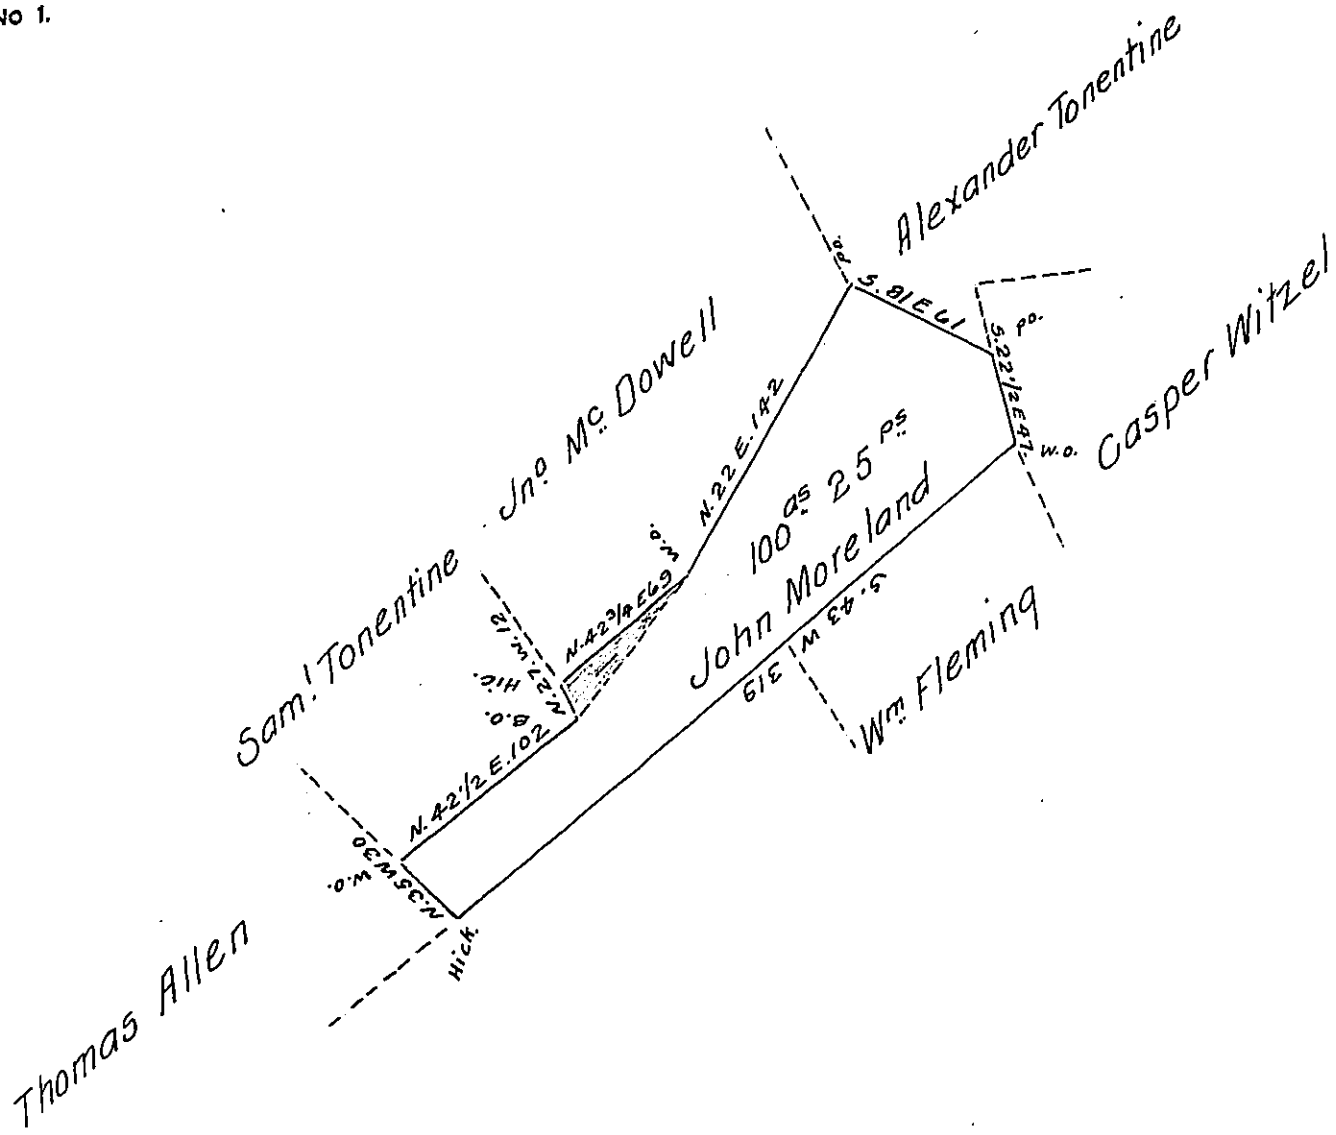 No 1.
Alexander Tonentine
Po.
S. 81 E 61
Po.
S. 22 1/2 E 47.
W.O.
Casper Witzel
Jno. Mc. Dowell
N. 22 E. 142
100 as 25 ps
John Moreland
S. 43 W
319
Wm. Fleming
W.O.
N. 42 3/4 E 69
Saml Tonentine
N. 27. W. 12
Hic.
B.O.
N. 42 1/2 E. 102
N. 35 W 30
W.O.
Hick.
Thomas Allen